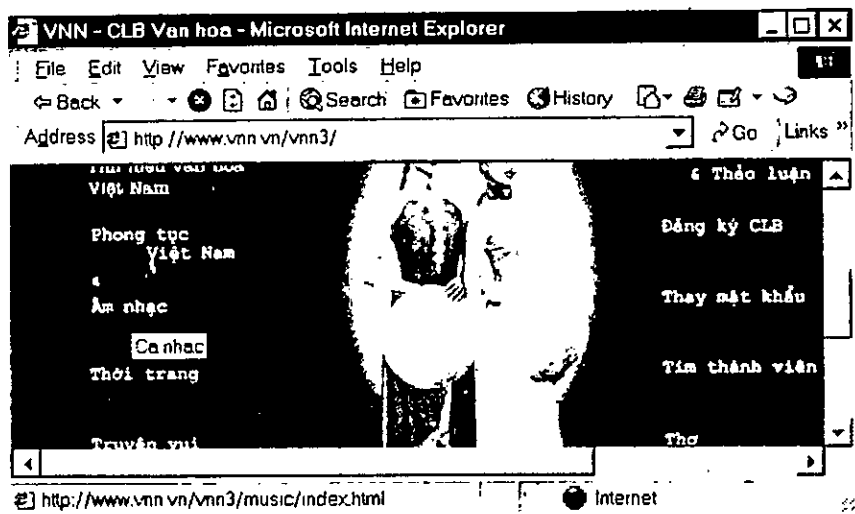 VNN - CLB Van hoa - Microsoft Internet Explorer
File Edit View Favorites Tools Help
Back Search Favorites History
Address http //www.vnn vn/vnn3/ Go Links »
Việt Nam
& Thảo luận
Phong tục
Việt Nam
Đăng ký CLB
Âm nhạc
Thay mật khẩu
Ca nhac
Thời trang
Tìm thành viên
Truyện vui
Thơ
http://www.vnn vn/vnn3/music/index.html Internet